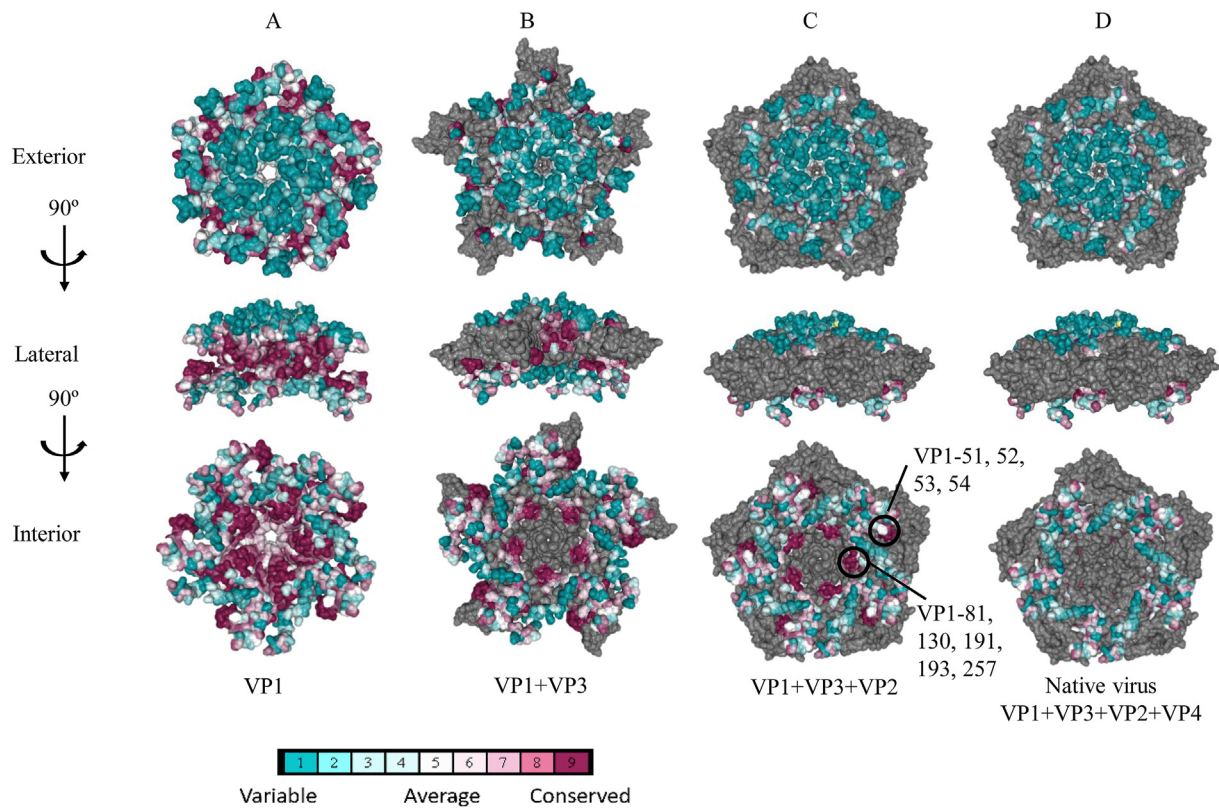 A
B
C
D
Exterior
90º
Lateral
90º
Interior
VP1-51, 52,
53, 54
VP1-81,
130, 191,
193, 257
VP1
VP1+VP3
VP1+VP3+VP2
Native virus
VP1+VP3+VP2+VP4
1 2 3 4 5 6 7 8 9
Variable Average Conserved